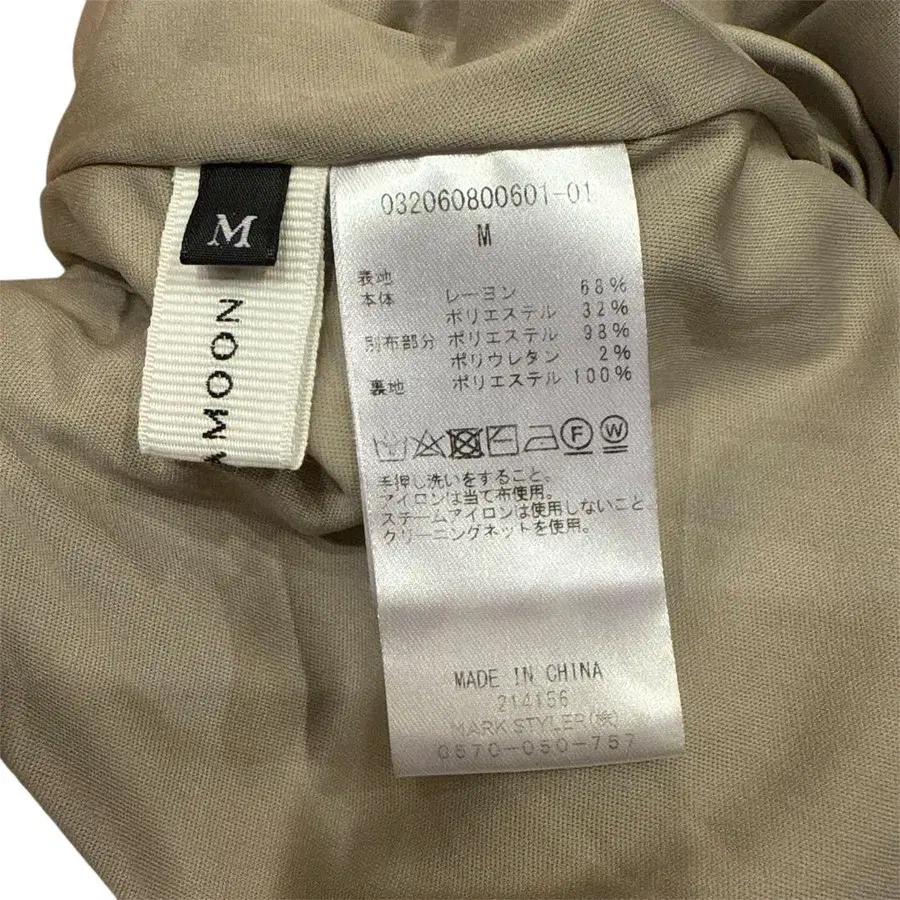 M
AMOON
032060800601-01
M
表地
本体 レーヨン 68%
ポリエステル 32%
別布部分 ポリエステル 98%
ポリウレタン 2%
裏地 ポリエステル 100%
F W
手押し洗いをすること。
アイロンは当て布使用。
スチームアイロンは使用しないこと
クリーニングネットを使用。
MADE IN CHINA
214156
MARK STYLER(株)
0570-050-757